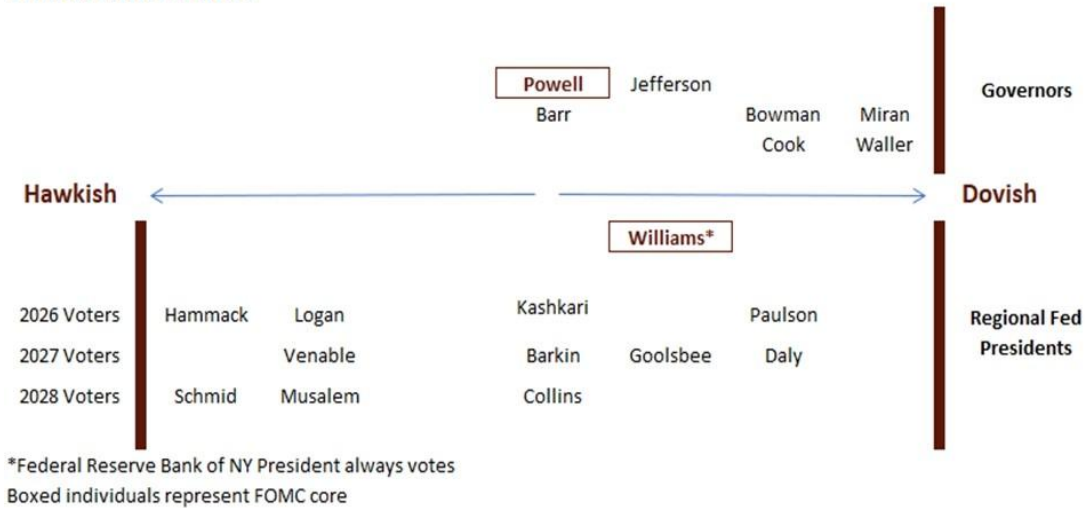 Powell Jefferson
Governors
Barr Bowman Miran
Cook Waller
Hawkish Dovish
Williams*
2026 Voters Hammack Logan Kashkari Paulson
Regional Fed
Presidents
2027 Voters Venable Barkin Goolsbee Daly
2028 Voters Schmid Musalem Collins
*Federal Reserve Bank of NY President always votes
Boxed individuals represent FOMC core